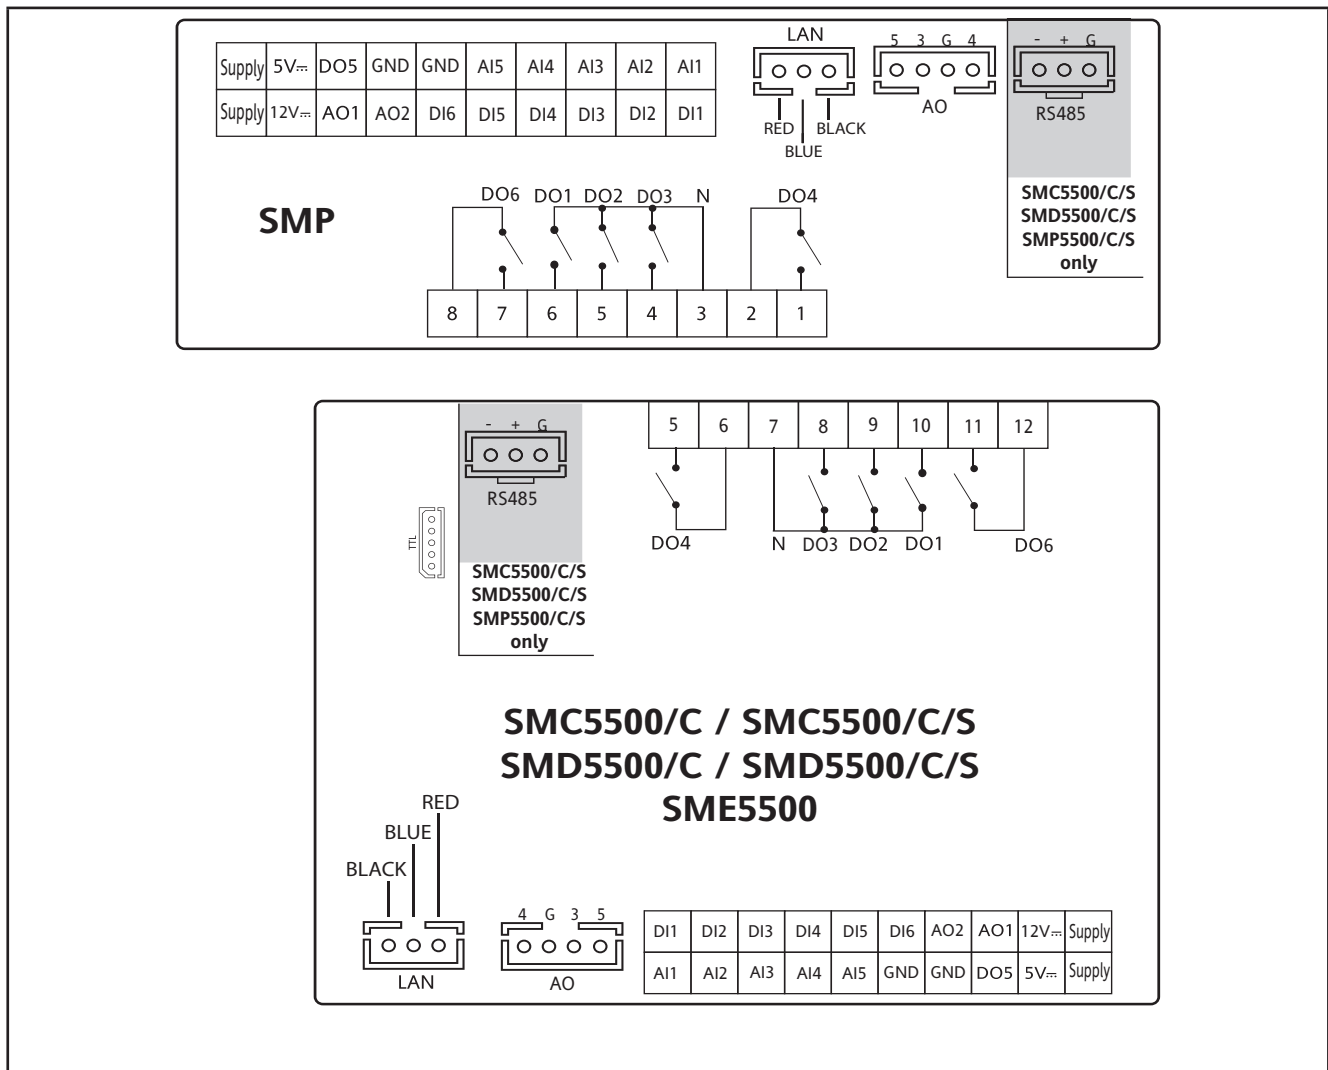 LAN
5 3 G 4
- + G
Supply 5V⎓ DO5 GND GND AI5 AI4 AI3 AI2 AI1
Supply 12V⎓ AO1 AO2 DI6 DI5 DI4 DI3 DI2 DI1
AO
RS485
RED BLACK
BLUE
SMP
DO6 DO1 DO2 DO3 N DO4
SMC5500/C/S
SMD5500/C/S
SMP5500/C/S
only
8 7 6 5 4 3 2 1
- + G
RS485
5 6 7 8 9 10 11 12
TTL
DO4 N DO3 DO2 DO1 DO6
SMC5500/C/S
SMD5500/C/S
SMP5500/C/S
only
SMC5500/C / SMC5500/C/S
SMD5500/C / SMD5500/C/S
SME5500
RED
BLUE
BLACK
LAN
4 G 3 5
AO
DI1 DI2 DI3 DI4 DI5 DI6 AO2 AO1 12V⎓ Supply
AI1 AI2 AI3 AI4 AI5 GND GND DO5 5V⎓ Supply